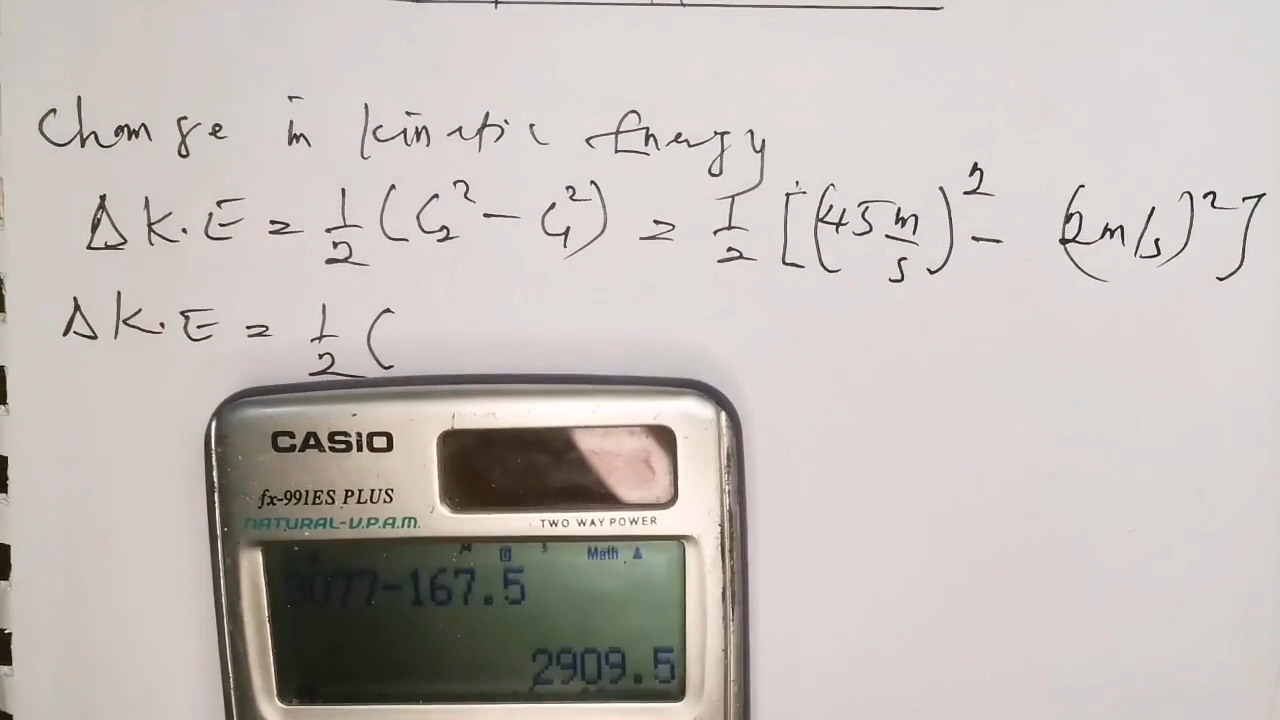 Change in kinetic Energy
ΔK.E = 1/2 (C₂² - C₁²) = 1/2 [(45 m/s)² - (2m/s)²]
ΔK.E = 1/2 (
CASIO
fx-991ES PLUS
NATURAL-V.P.A.M.
TWO WAY POWER
D Math ▲
3077-167.5
2909.5